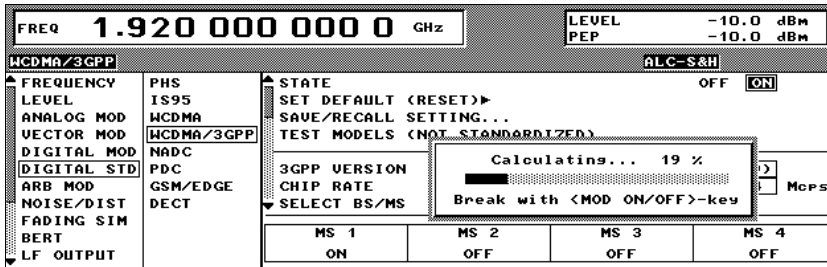 FREQ 1.920 000 000 0 GHz LEVEL -10.0 dBm
PEP -10.0 dBm
WCDMA/3GPP ALC-S&H
FREQUENCY PHS STATE OFF ON
LEVEL IS95 SET DEFAULT (RESET)▶
ANALOG MOD WCDMA SAVE/RECALL SETTING...
VECTOR MOD WCDMA/3GPP TEST MODELS (NOT STANDARDIZED)
DIGITAL MOD NADC
DIGITAL STD PDC 3GPP VERSION
ARB MOD GSM/EDGE CHIP RATE Mcps
NOISE/DIST DECT SELECT BS/MS
FADING SIM
BERT MS 1 MS 2 MS 3 MS 4
LF OUTPUT ON OFF OFF OFF
Calculating... 19 %
Break with <MOD ON/OFF>-key